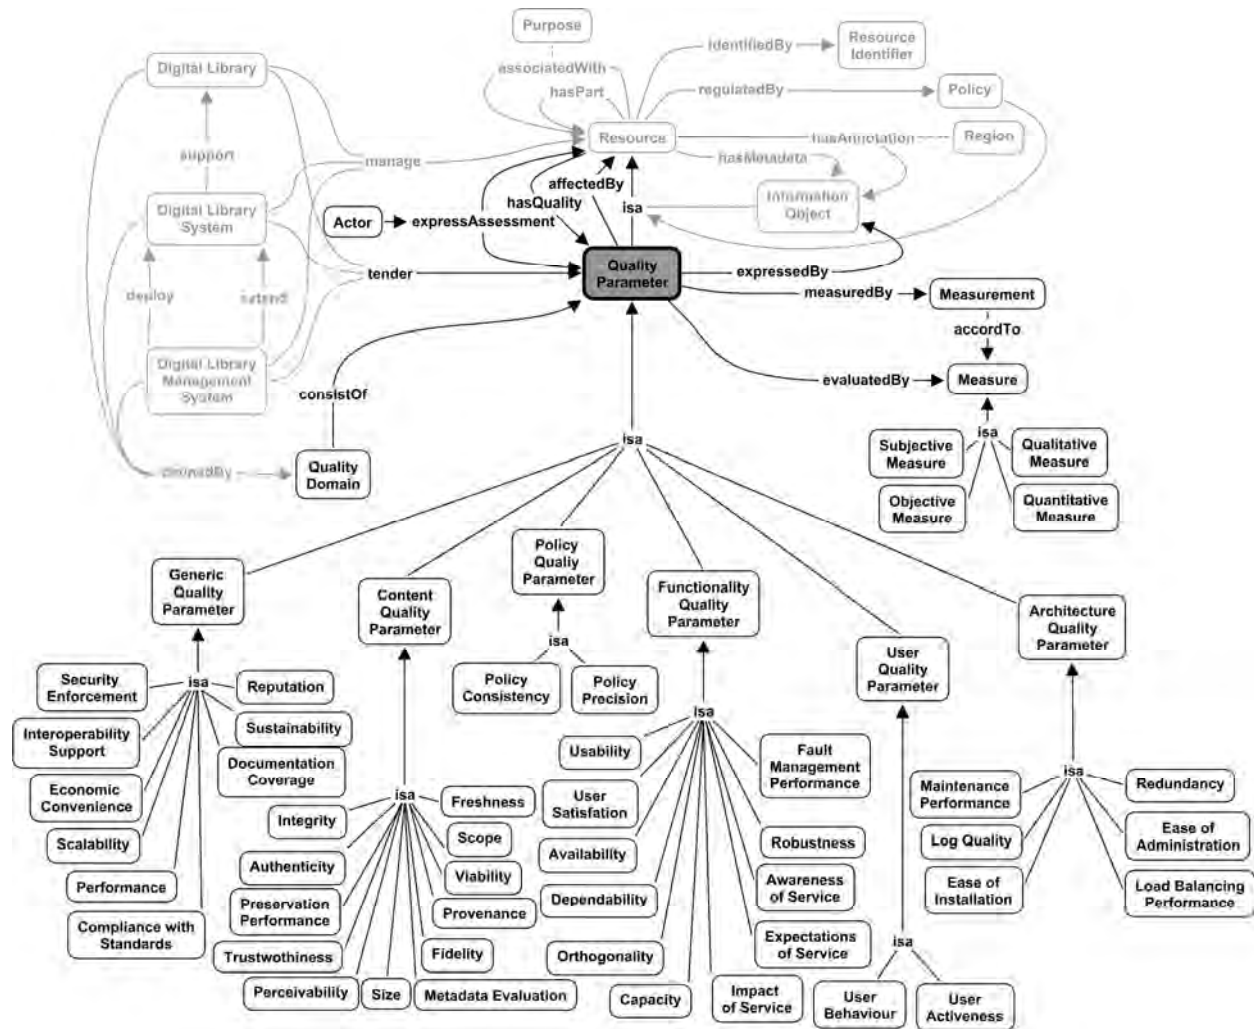 Purpose
Resource
Identifier
identifiedBy
Digital Library
associatedWith
hasPart
regulatedBy
Policy
Resource
hasAnnotation
Region
support
manage
hasMetadata
affectedBy
hasQuality
isa
Information
Object
Digital Library
System
Actor
expressAssessment
Quality
Parameter
tender
expressedBy
deploy
extend
measuredBy
Measurement
accordTo
Digital Library
Management
System
consistOf
evaluatedBy
Measure
isa
isa
Subjective
Measure
Qualitative
Measure
Quality
Domain
Objective
Measure
Quantitative
Measure
Generic
Quality
Parameter
Content
Quality
Parameter
Policy
Qualiy
Parameter
Functionality
Quality
Parameter
User
Quality
Parameter
Architecture
Quality
Parameter
isa
Security
Enforcement
Reputation
Interoperability
Support
Sustainability
Economic
Convenience
Documentation
Coverage
Scalability
Performance
Compliance with
Standards
isa
Integrity
Freshness
Authenticity
Scope
Preservation
Performance
Viability
Provenance
Trustwothiness
Fidelity
Perceivability
Size
Metadata Evaluation
isa
Policy
Consistency
Policy
Precision
isa
Usability
Fault
Management
Performance
User
Satisfation
Robustness
Availability
Awareness
of Service
Dependability
Expectations
of Service
Orthogonality
Capacity
Impact
of Service
isa
User
Behaviour
User
Activeness
isa
Maintenance
Performance
Redundancy
Log Quality
Ease of
Administration
Ease of
Installation
Load Balancing
Performance